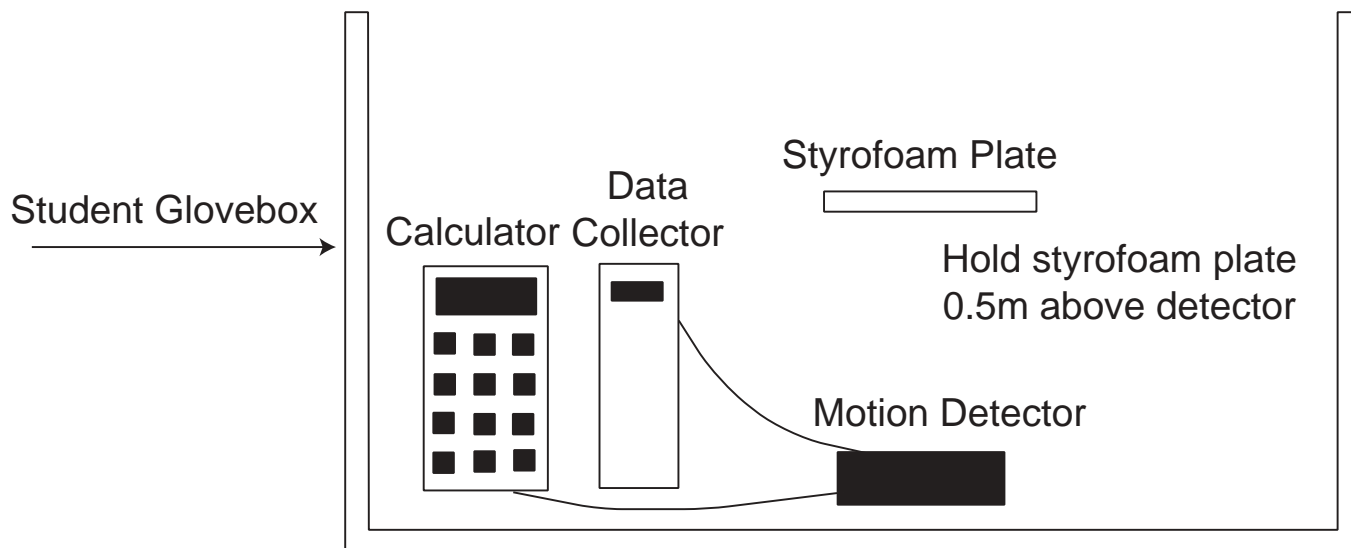 Student Glovebox
Calculator
Data
Collector
Styrofoam Plate
Hold styrofoam plate
0.5m above detector
Motion Detector